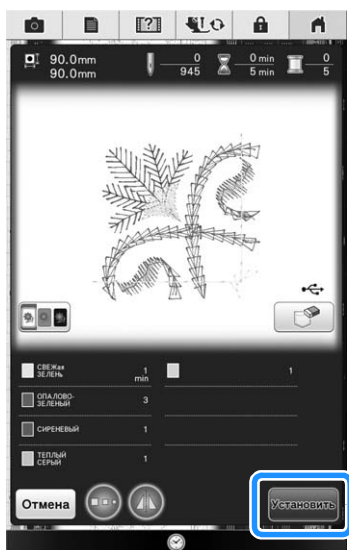 90.0mm
90.0mm
0
945
0 min
5 min
0
5
СВЕЖАЯ
ЗЕЛЕНЬ
1
min
1
ОПАЛОВО-
ЗЕЛЕНЫЙ
3
СИРЕНЕВЫЙ
1
ТЕПЛЫЙ
СЕРЫЙ
1
Отмена
Установить